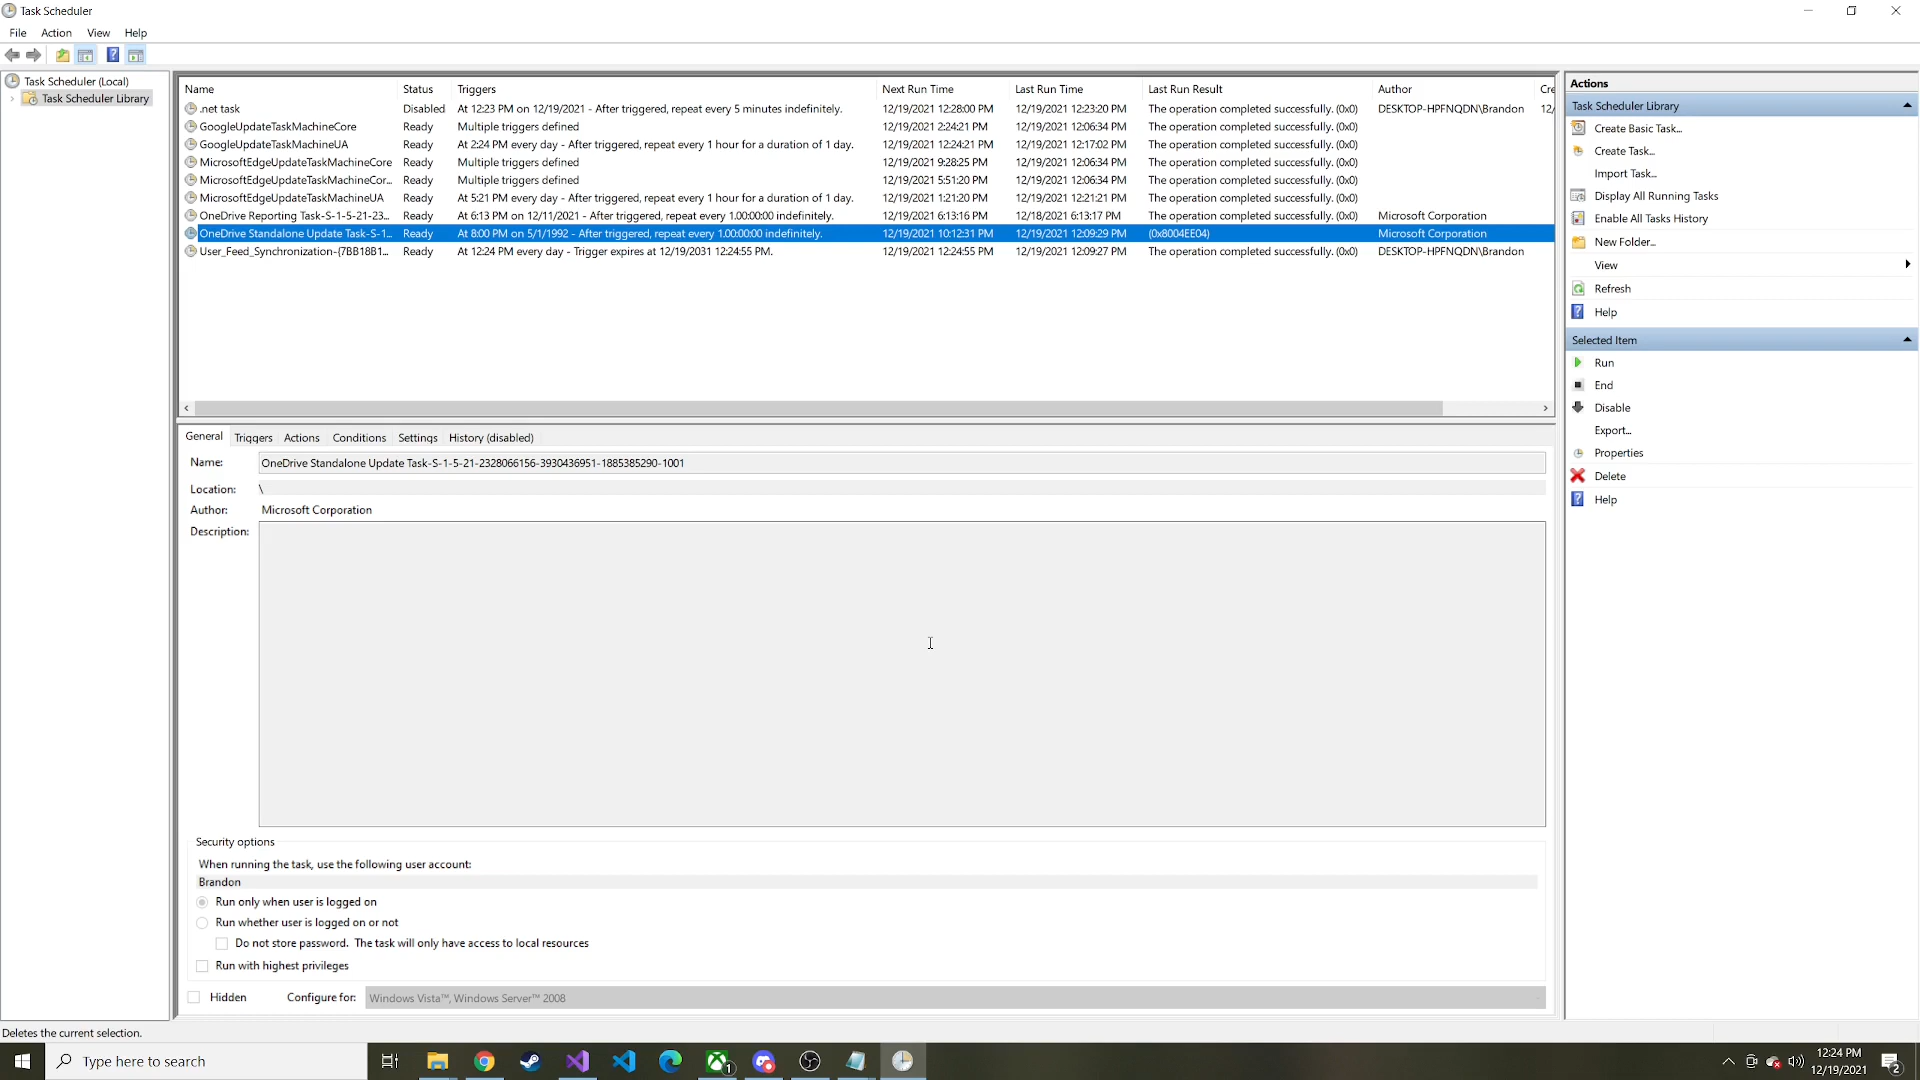 Task Scheduler
File Action View Help
Task Scheduler (Local)
Task Scheduler Library
Name Status Triggers Next Run Time Last Run Time Last Run Result Author Cre
.net task Disabled At 12:23 PM on 12/19/2021 - After triggered, repeat every 5 minutes indefinitely. 12/19/2021 12:28:00 PM 12/19/2021 12:23:20 PM The operation completed successfully. (0x0) DESKTOP-HPFNQDN\Brandon 12/
GoogleUpdateTaskMachineCore Ready Multiple triggers defined 12/19/2021 2:24:21 PM 12/19/2021 12:06:34 PM The operation completed successfully. (0x0)
GoogleUpdateTaskMachineUA Ready At 2:24 PM every day - After triggered, repeat every 1 hour for a duration of 1 day. 12/19/2021 12:24:21 PM 12/19/2021 12:17:02 PM The operation completed successfully. (0x0)
MicrosoftEdgeUpdateTaskMachineCore Ready Multiple triggers defined 12/19/2021 9:28:25 PM 12/19/2021 12:06:34 PM The operation completed successfully. (0x0)
MicrosoftEdgeUpdateTaskMachineCor... Ready Multiple triggers defined 12/19/2021 5:51:20 PM 12/19/2021 12:06:34 PM The operation completed successfully. (0x0)
MicrosoftEdgeUpdateTaskMachineUA Ready At 5:21 PM every day - After triggered, repeat every 1 hour for a duration of 1 day. 12/19/2021 1:21:20 PM 12/19/2021 12:21:21 PM The operation completed successfully. (0x0)
OneDrive Reporting Task-S-1-5-21-23... Ready At 6:13 PM on 12/11/2021 - After triggered, repeat every 1.00:00:00 indefinitely. 12/19/2021 6:13:16 PM 12/18/2021 6:13:17 PM The operation completed successfully. (0x0) Microsoft Corporation
OneDrive Standalone Update Task-S-1... Ready At 8:00 PM on 5/1/1992 - After triggered, repeat every 1.00:00:00 indefinitely. 12/19/2021 10:12:31 PM 12/19/2021 12:09:29 PM (0x8004EE04) Microsoft Corporation
User_Feed_Synchronization-{7BB18B1... Ready At 12:24 PM every day - Trigger expires at 12/19/2031 12:24:55 PM. 12/19/2021 12:24:55 PM 12/19/2021 12:09:27 PM The operation completed successfully. (0x0) DESKTOP-HPFNQDN\Brandon
General Triggers Actions Conditions Settings History (disabled)
Name: OneDrive Standalone Update Task-S-1-5-21-2328066156-3930436951-1885385290-1001
Location: \
Author: Microsoft Corporation
Description:
Security options
When running the task, use the following user account:
Brandon
Run only when user is logged on
Run whether user is logged on or not
Do not store password. The task will only have access to local resources
Run with highest privileges
Hidden Configure for: Windows Vista™, Windows Server™ 2008
Actions
Task Scheduler Library
Create Basic Task...
Create Task...
Import Task...
Display All Running Tasks
Enable All Tasks History
New Folder...
View
Refresh
Help
Selected Item
Run
End
Disable
Export...
Properties
Delete
Help
Deletes the current selection.
Type here to search
1
12:24 PM
12/19/2021
2